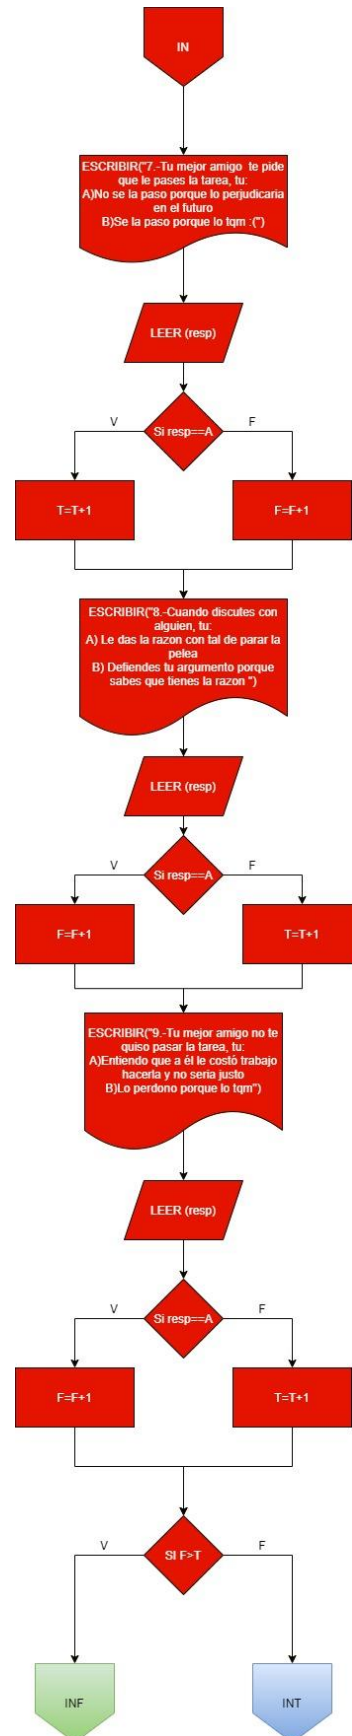 IN
ESCRIBIR("7.-Tu mejor amigo te pide
que le pases la tarea, tu:
A)No se la paso porque lo perjudicaria
en el futuro
B)Se la paso porque lo tqm :(")
LEER (resp)
Si resp==A
V
F
T=T+1
F=F+1
ESCRIBIR("8.-Cuando discutes con
alguien, tu:
A) Le das la razon con tal de parar la
pelea
B) Defiendes tu argumento porque
sabes que tienes la razon ")
LEER (resp)
Si resp==A
V
F
F=F+1
T=T+1
ESCRIBIR("9.-Tu mejor amigo no te
quiso pasar la tarea, tu:
A)Entiendo que a él le costó trabajo
hacerla y no seria justo
B)Lo perdono porque lo tqm")
LEER (resp)
Si resp==A
V
F
F=F+1
T=T+1
SI F>T
V
F
INF
INT